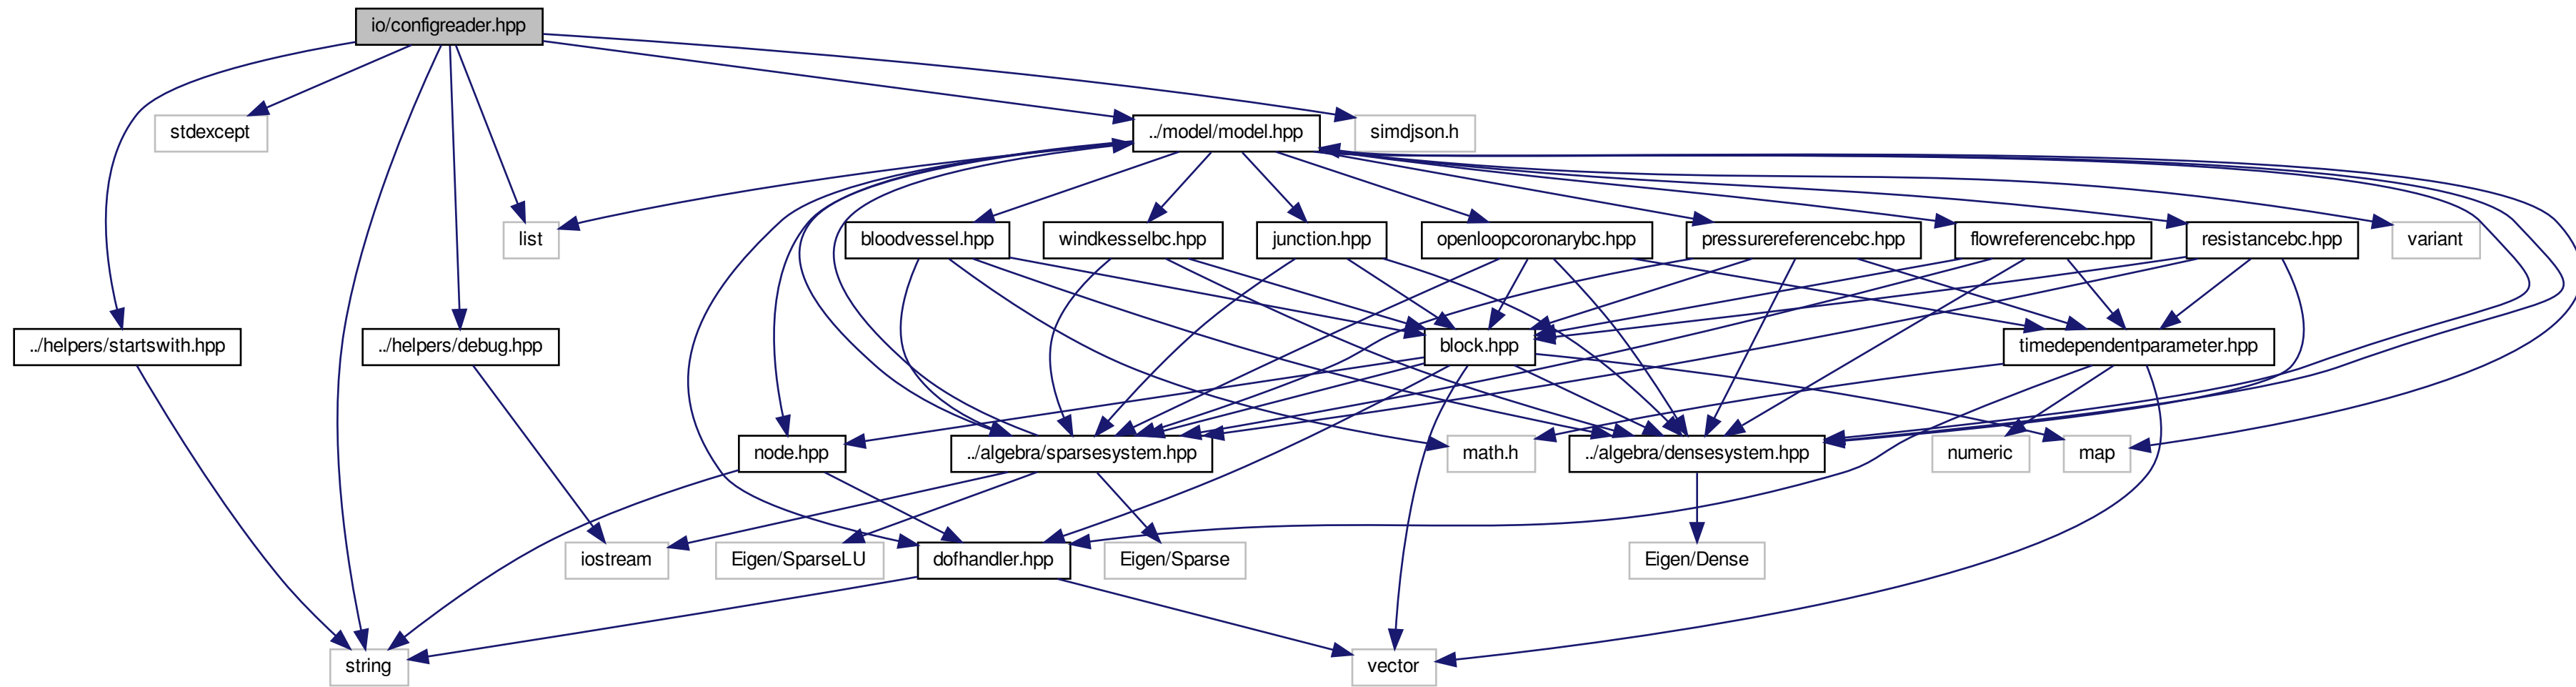 io/configreader.hpp
stdexcept
../model/model.hpp
simdjson.h
list
bloodvessel.hpp
windkesselbc.hpp
junction.hpp
openloopcoronarybc.hpp
pressurereferencebc.hpp
flowreferencebc.hpp
resistancebc.hpp
variant
../helpers/startswith.hpp
../helpers/debug.hpp
block.hpp
timedependentparameter.hpp
node.hpp
../algebra/sparsesystem.hpp
math.h
../algebra/densesystem.hpp
numeric
map
iostream
Eigen/SparseLU
dofhandler.hpp
Eigen/Sparse
Eigen/Dense
string
vector